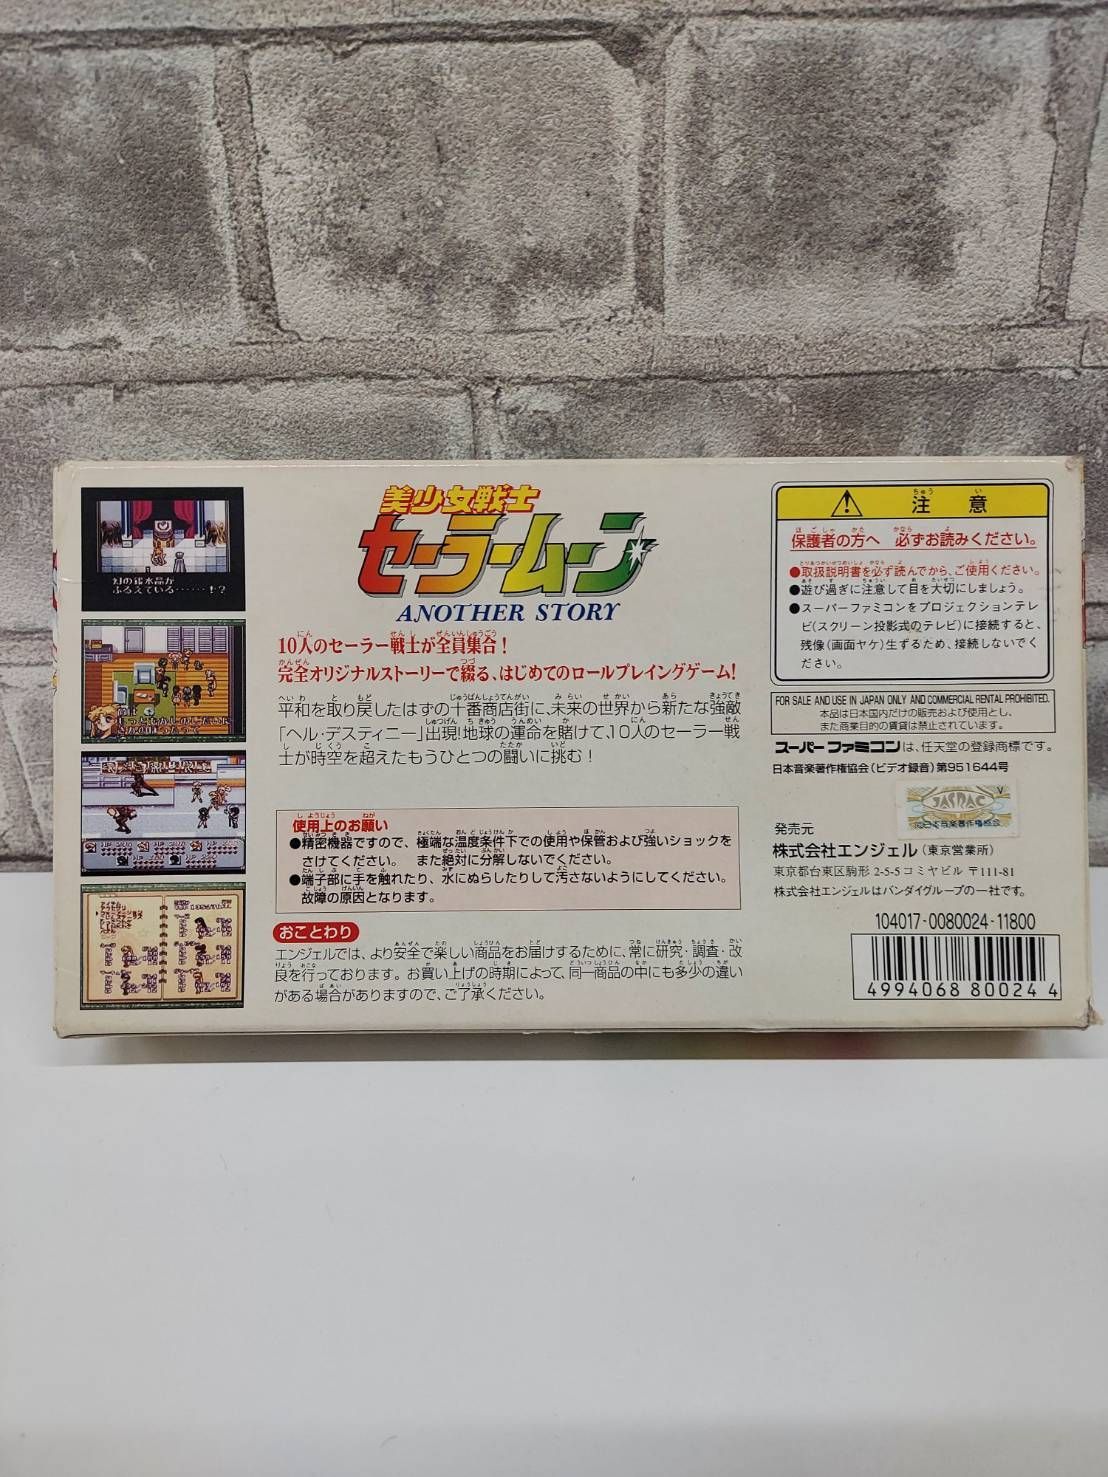 美少女戦士
セーラームーン
ANOTHER STORY
10人のセーラー戦士が全員集合!
完全オリジナルストーリーで綴る、はじめてのロールプレイングゲーム!
平和を取り戻したはずの十番商店街に、未来の世界から新たな強敵
「ヘル・デスティニー」出現!地球の運命を賭けて、10人のセーラー戦
士が時空を超えたもうひとつの闘いに挑む!
使用上のお願い
●精密機器ですので、極端な温度条件下での使用や保管および強いショックを
さけてください。また絶対に分解しないでください。
●端子部に手を触れたり、水にぬらしたりして汚さないようにしてください。
故障の原因となります。
おことわり
エンジェルでは、より安全で楽しい商品をお届けするために、常に研究・調査・改
良を行っております。お買い上げの時期によって、同一商品の中にも多少の違い
がある場合がありますので、ご了承ください。
幻の銀水晶が
ふるえている……!?
注意
保護者の方へ 必ずお読みください。
●取扱説明書を必ず読んでから、ご使用ください。
●遊び過ぎに注意して目を大切にしましょう。
●スーパーファミコンをプロジェクションテレ
ビ(スクリーン投影式のテレビ)に接続すると、
残像(画面ヤケ)生ずるため、接続しないでく
ださい。
FOR SALE AND USE IN JAPAN ONLY AND COMMERCIAL RENTAL PROHIBITED.
本品は日本国内だけの販売および使用とし、
また商業目的の賃貸は禁止されています。
スーパーファミコンは、任天堂の登録商標です。
日本音楽著作権協会(ビデオ録音)第951644号
V
JASRAC
発売元
株式会社エンジェル(東京営業所)
東京都台東区駒形 2-5-5コミヤビル 〒111-81
株式会社エンジェルはバンダイグループの一社です。
104017-0080024-11800
4994068 80024 4